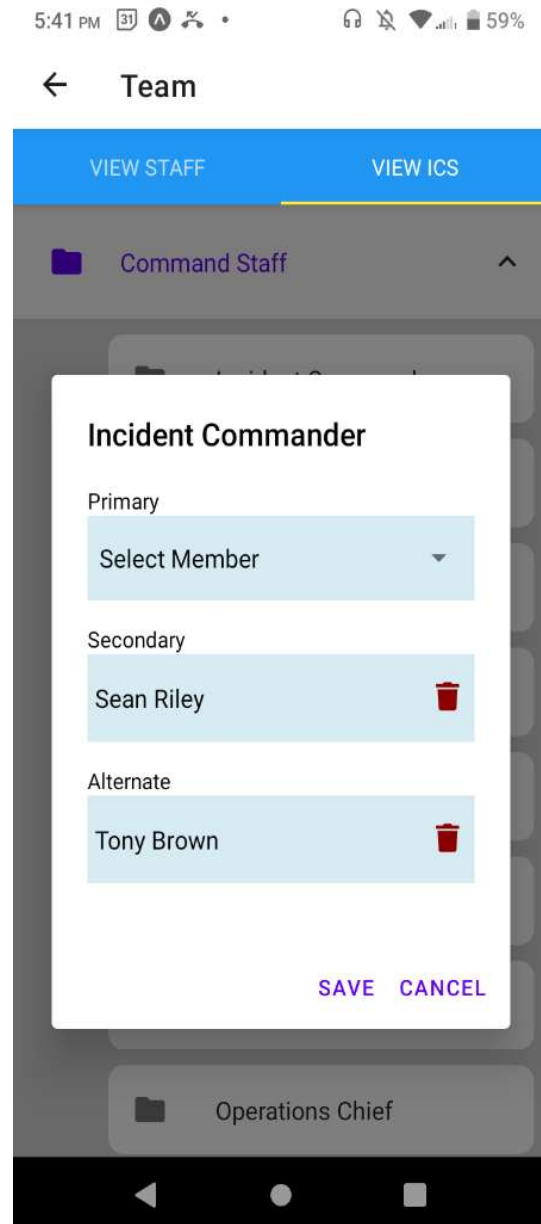 5:41 PM 31 59%
Team
VIEW STAFF VIEW ICS
Command Staff
Incident Commander
Primary
Select Member
Secondary
Sean Riley
Alternate
Tony Brown
SAVE CANCEL
Operations Chief